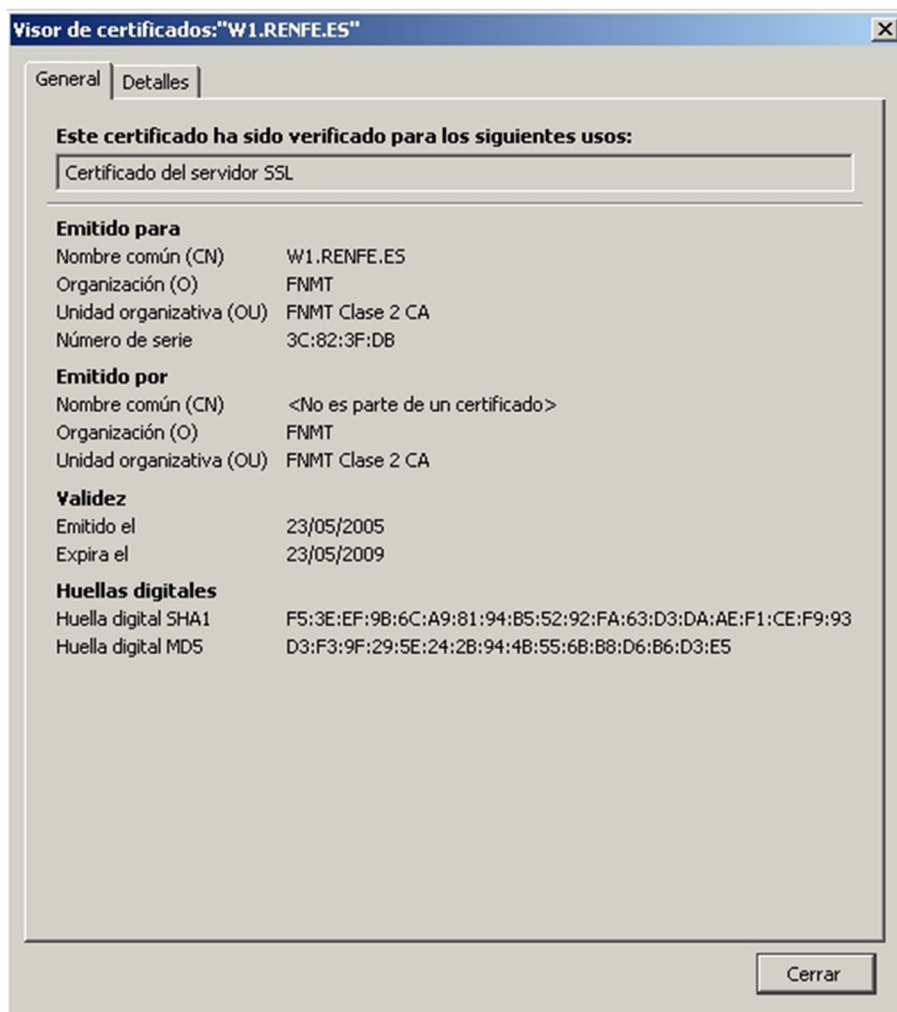 Visor de certificados:"W1.RENFE.ES"
General Detalles
Este certificado ha sido verificado para los siguientes usos:
Certificado del servidor SSL
Emitido para
Nombre común (CN) W1.RENFE.ES
Organización (O) FNMT
Unidad organizativa (OU) FNMT Clase 2 CA
Número de serie 3C:82:3F:DB
Emitido por
Nombre común (CN) <No es parte de un certificado>
Organización (O) FNMT
Unidad organizativa (OU) FNMT Clase 2 CA
Validez
Emitido el 23/05/2005
Expira el 23/05/2009
Huellas digitales
Huella digital SHA1 F5:3E:EF:9B:6C:A9:81:94:B5:52:92:FA:63:D3:DA:AE:F1:CE:F9:93
Huella digital MD5 D3:F3:9F:29:5E:24:2B:94:4B:55:6B:B8:D6:B6:D3:E5
Cerrar